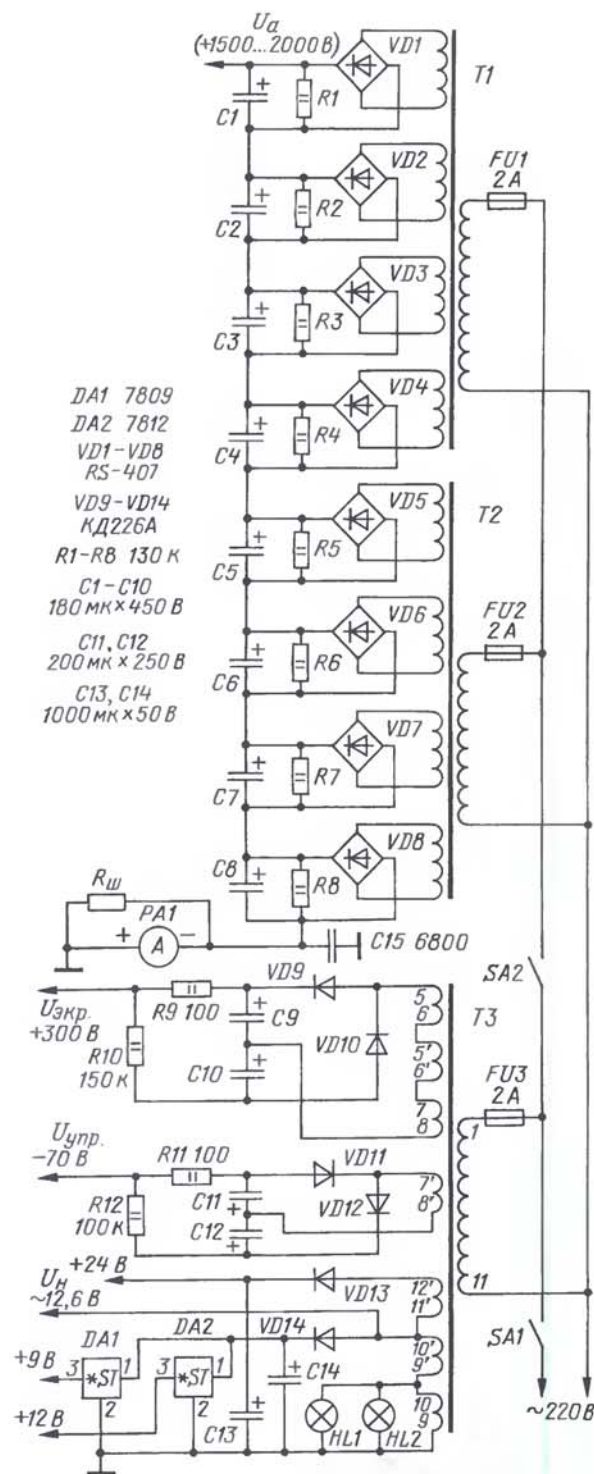 Uа
(+1500...2000 В)
VD1
T1
C1
R1
VD2
FU1
2 А
C2
R2
VD3
C3
R3
VD4
DA1 7809
DA2 7812
VD1–VD8
RS-407
VD9–VD14
КД226А
R1–R8 130 к
C1–C10
180 мк × 450 В
C11, C12
200 мк × 250 В
C13, C14
1000 мк × 50 В
C4
R4
VD5
T2
C5
R5
VD6
FU2
2 А
C6
R6
VD7
C7
R7
VD8
C8
R8
Rш
PA1
+
A
−
C15 6800
SA2
VD9
Uэкр.
+300 В
R9 100
C9
5
6
T3
VD10
5'
6'
R10
150 к
C10
7
8
FU3
2 А
1
Uупр.
−70 В
R11 100
VD11
C11
7'
8'
R12
100 к
VD12
C12
11
Uн
+24 В
VD13
12'
11'
~12,6 В
SA1
DA1
DA2
VD14
10'
9'
+9 В
3
*ST
1
3
*ST
1
C14
2
2
10
9
+12 В
C13
HL1
HL2
~220 В